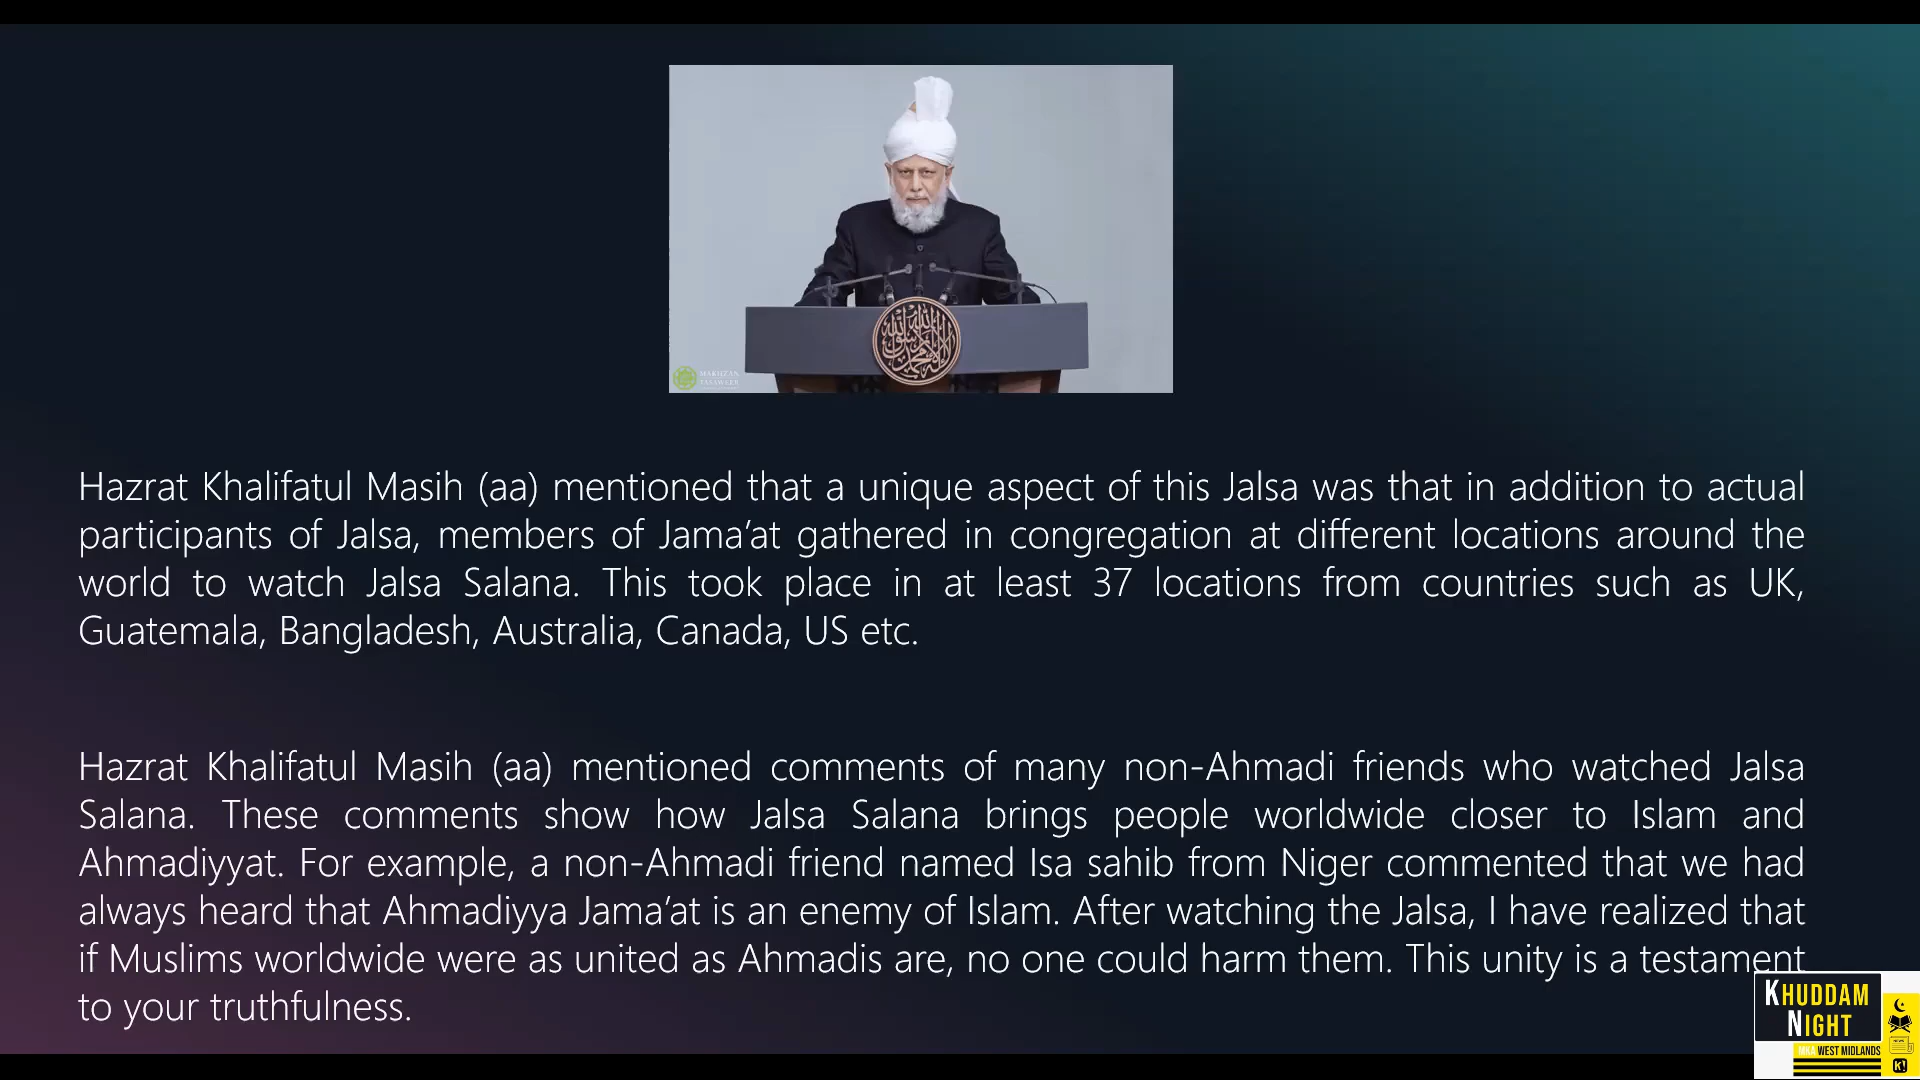 MAKHZAN
TASAWEER
Hazrat Khalifatul Masih (aa) mentioned that a unique aspect of this Jalsa was that in addition to actual
participants of Jalsa, members of Jama’at gathered in congregation at different locations around the
world to watch Jalsa Salana. This took place in at least 37 locations from countries such as UK,
Guatemala, Bangladesh, Australia, Canada, US etc.
Hazrat Khalifatul Masih (aa) mentioned comments of many non-Ahmadi friends who watched Jalsa
Salana. These comments show how Jalsa Salana brings people worldwide closer to Islam and
Ahmadiyyat. For example, a non-Ahmadi friend named Isa sahib from Niger commented that we had
always heard that Ahmadiyya Jama’at is an enemy of Islam. After watching the Jalsa, I have realized that
if Muslims worldwide were as united as Ahmadis are, no one could harm them. This unity is a testament
to your truthfulness.
KHUDDAM
NIGHT
MKA WEST MIDLANDS
NEWS
K!